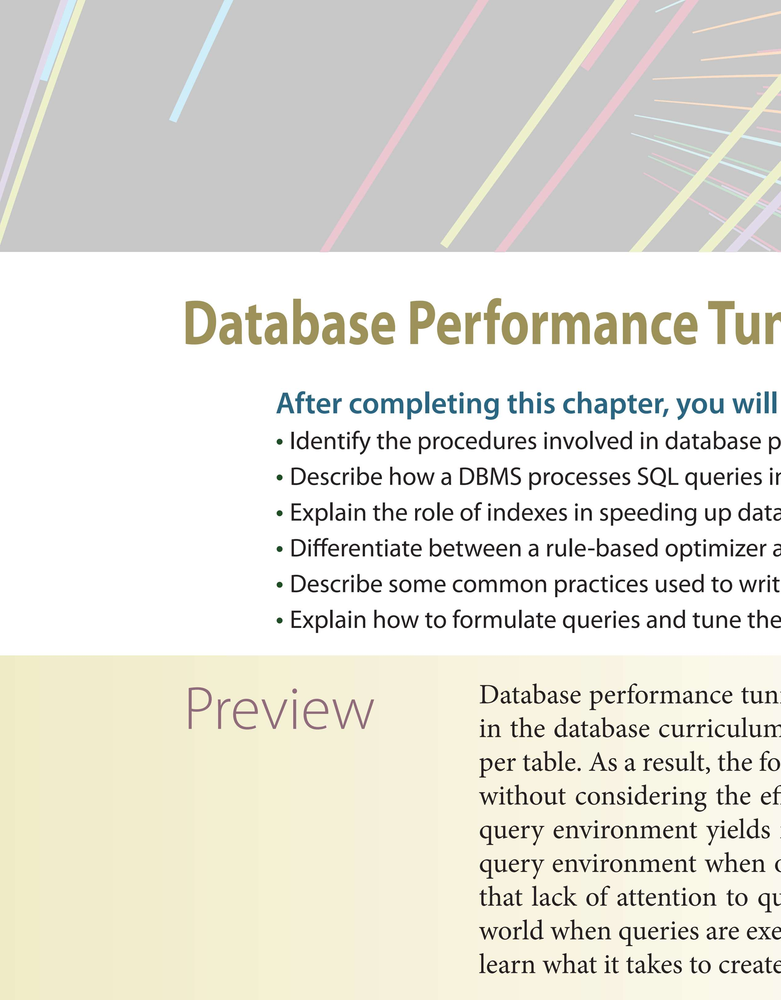 Database Performance Tun
After completing this chapter, you will
• Identify the procedures involved in database p
• Describe how a DBMS processes SQL queries in
• Explain the role of indexes in speeding up data
• Differentiate between a rule-based optimizer a
• Describe some common practices used to writ
• Explain how to formulate queries and tune the
Preview
Database performance tuni
in the database curriculum
per table. As a result, the fo
without considering the eff
query environment yields
query environment when
that lack of attention to qu
world when queries are exe
learn what it takes to create